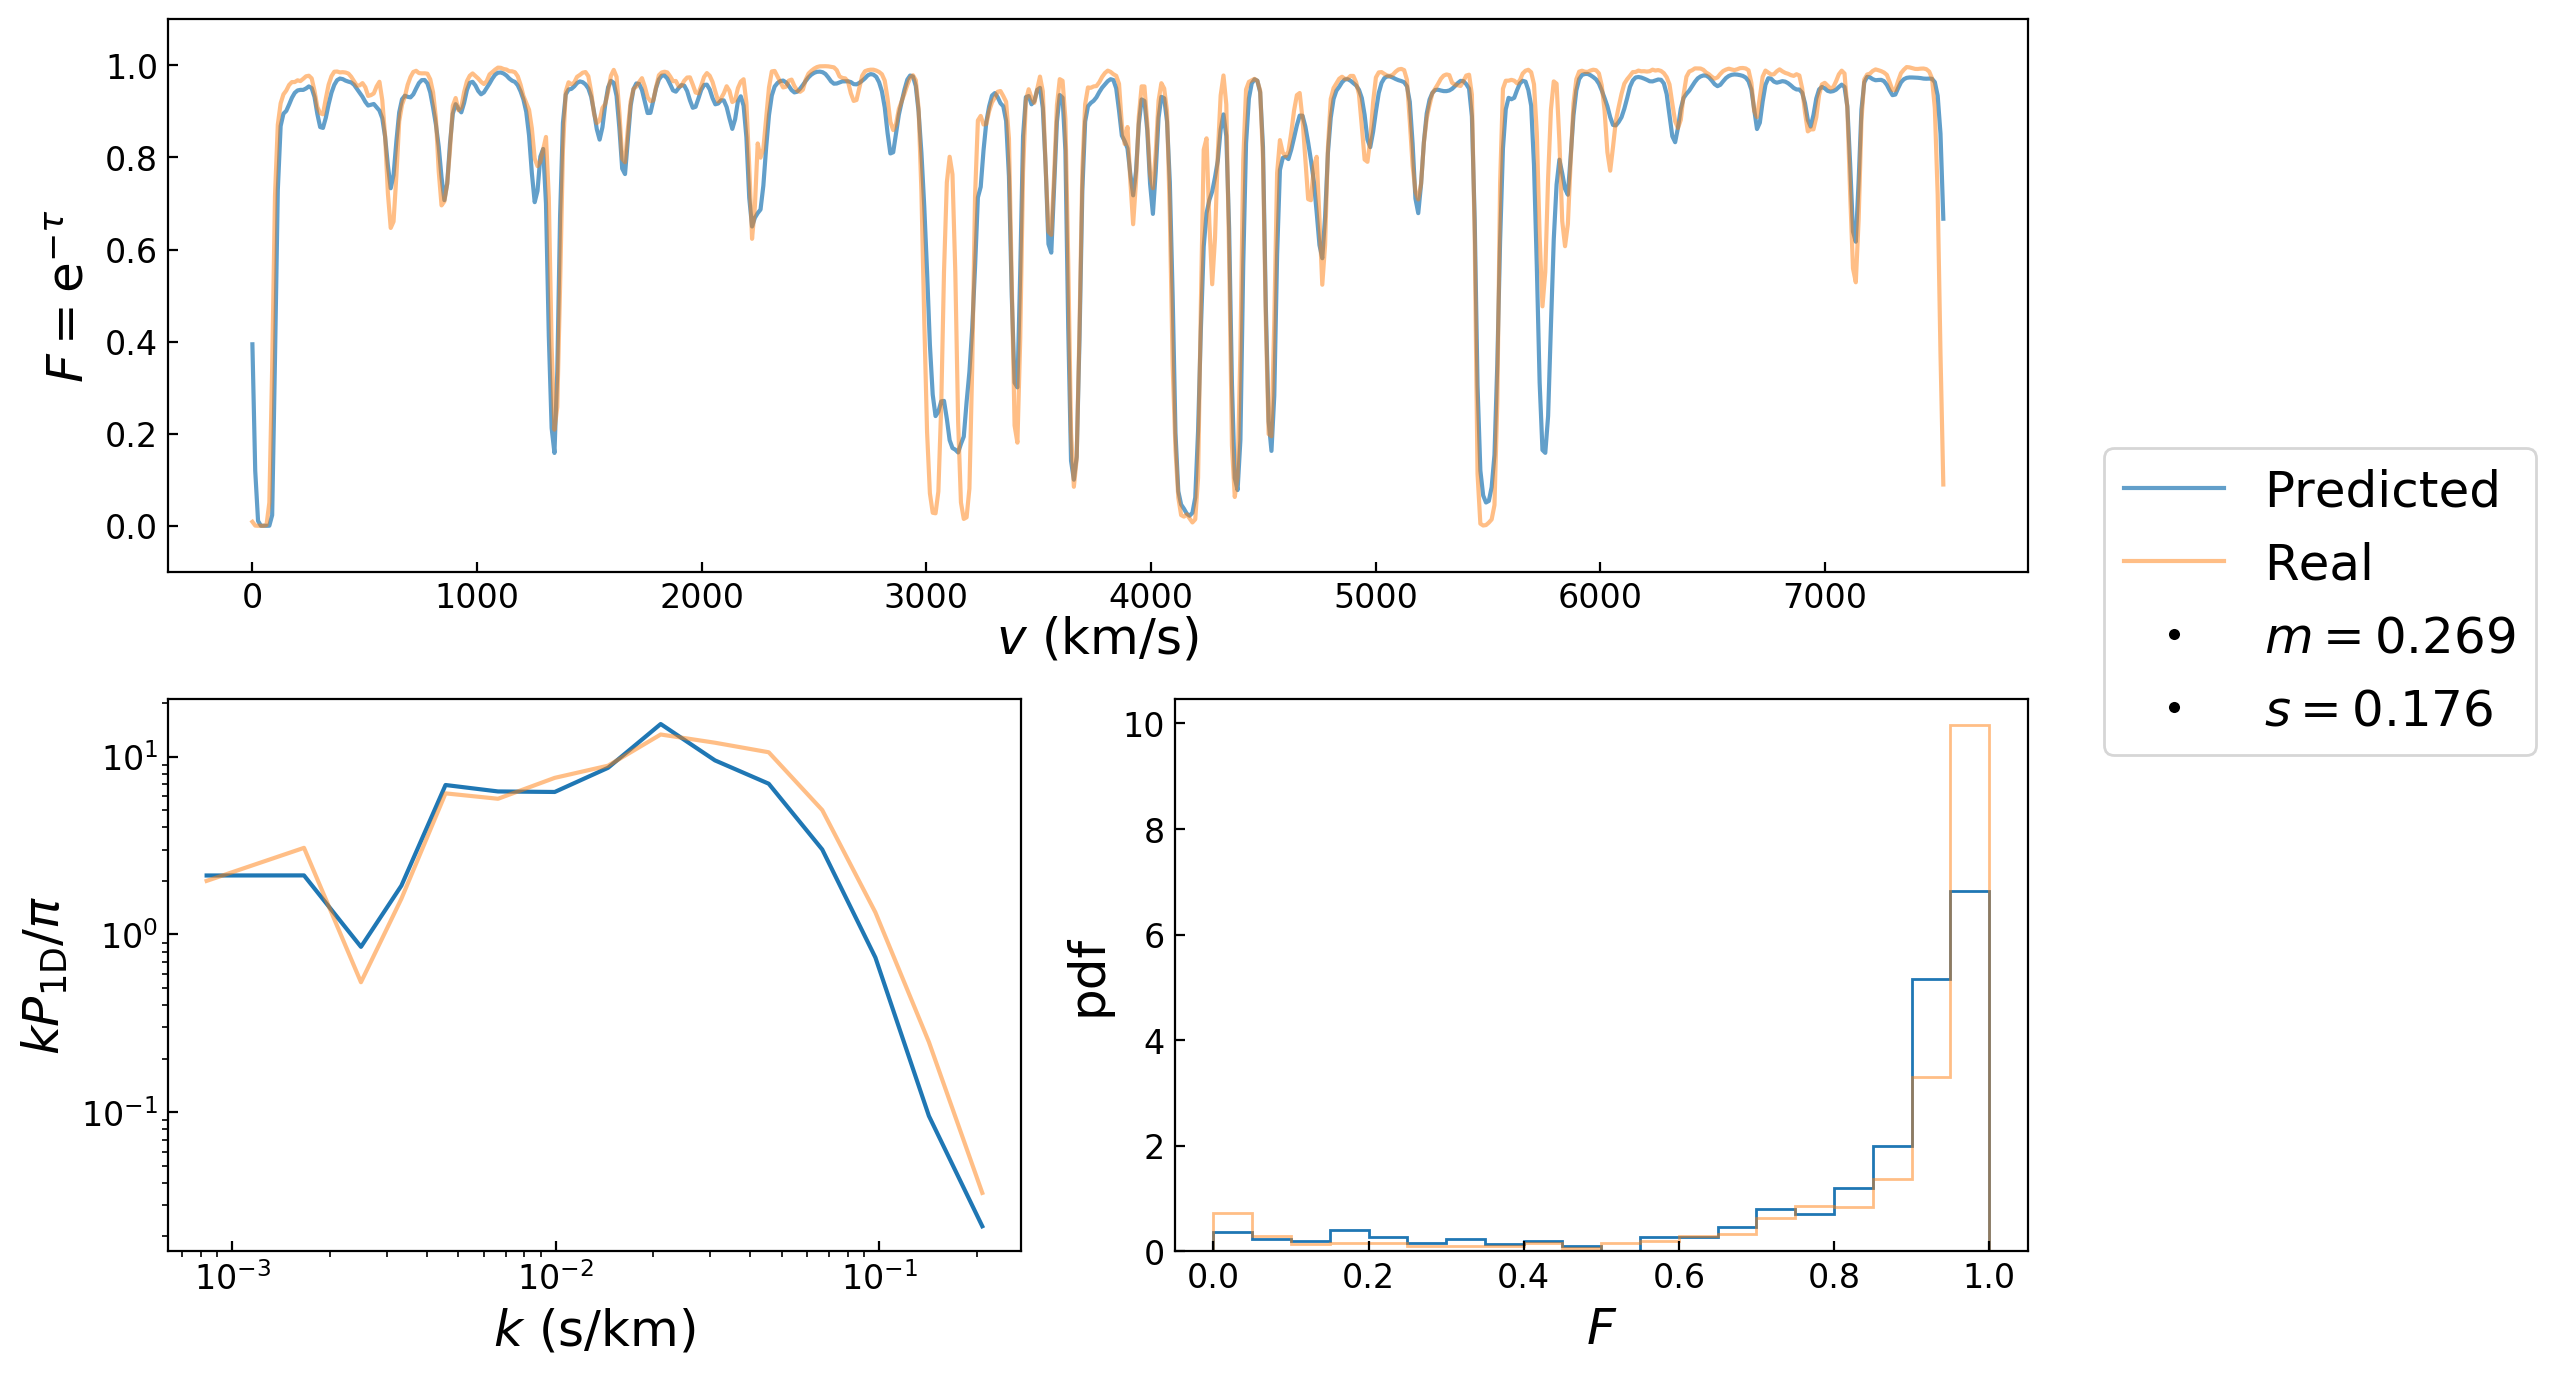 1.0
0.8
0.6
0.4
0.2
0.0
F = e^{−τ}
0 1000 2000 3000 4000 5000 6000 7000
v (km/s)
Predicted
Real
m = 0.269
s = 0.176
10^1
10^0
10^{−1}
kP_{1D}/π
10^{−3} 10^{−2} 10^{−1}
k (s/km)
10
8
6
4
2
0
pdf
0.0 0.2 0.4 0.6 0.8 1.0
F